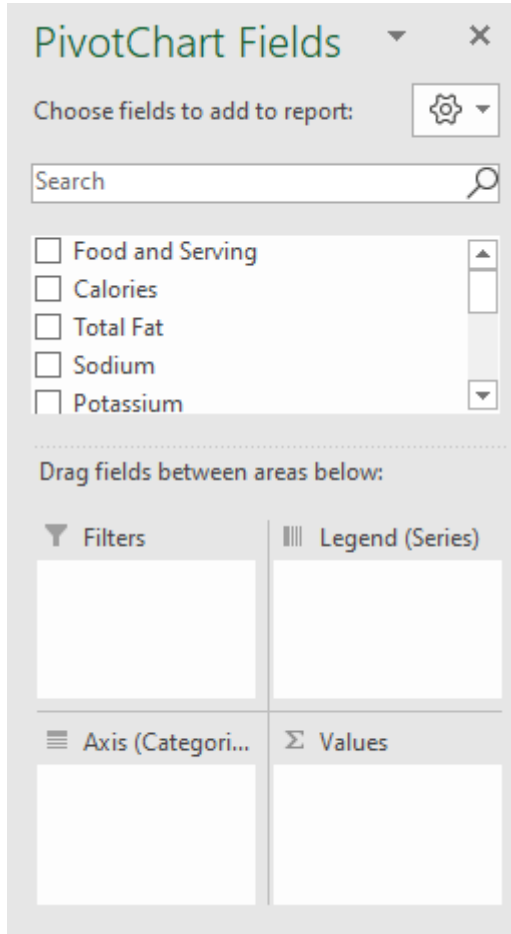 PivotChart Fields
Choose fields to add to report:
Search
Food and Serving
Calories
Total Fat
Sodium
Potassium
Drag fields between areas below:
Filters
Legend (Series)
Axis (Categori...
Σ Values